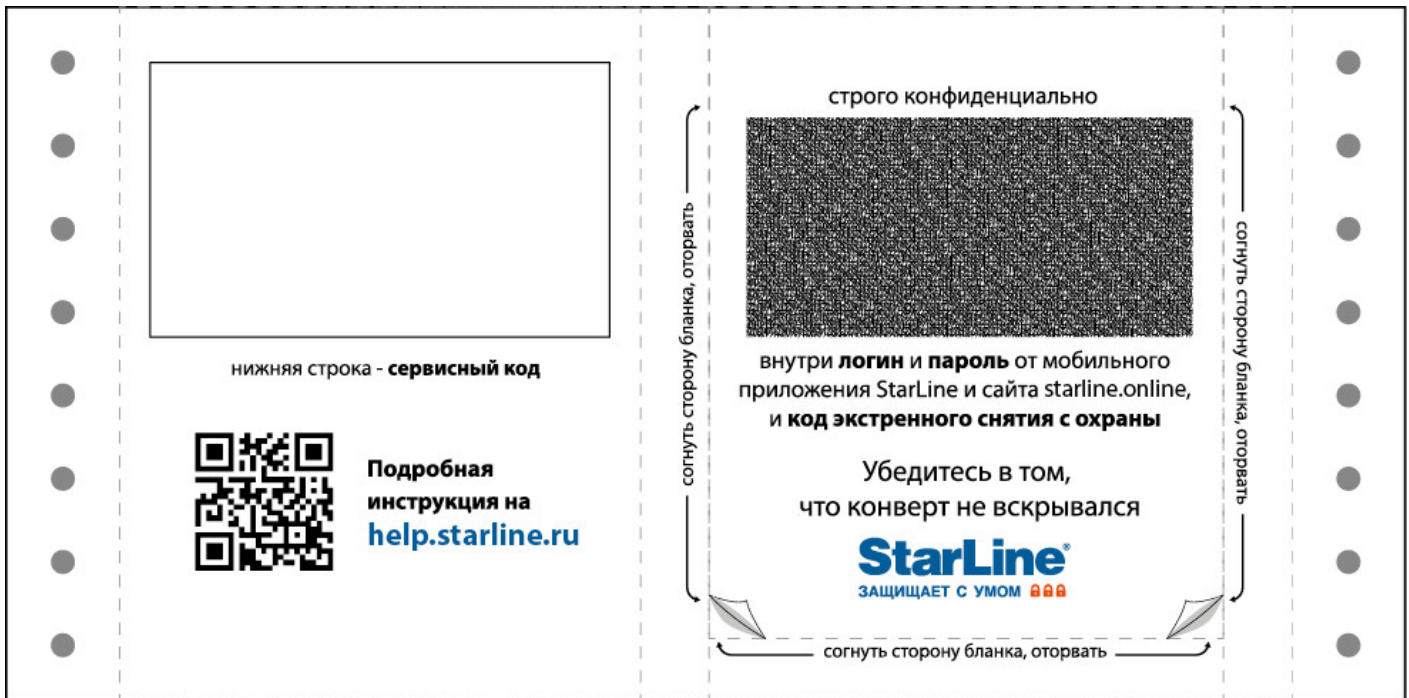 нижняя строка - сервисный код
Подробная
инструкция на
help.starline.ru
согнуть сторону бланка, оторвать
строго конфиденциально
внутри логин и пароль от мобильного
приложения StarLine и сайта starline.online,
и код экстренного снятия с охраны
Убедитесь в том,
что конверт не вскрывался
StarLine®
ЗАЩИЩАЕТ С УМОМ
согнуть сторону бланка, оторвать
согнуть сторону бланка, оторвать